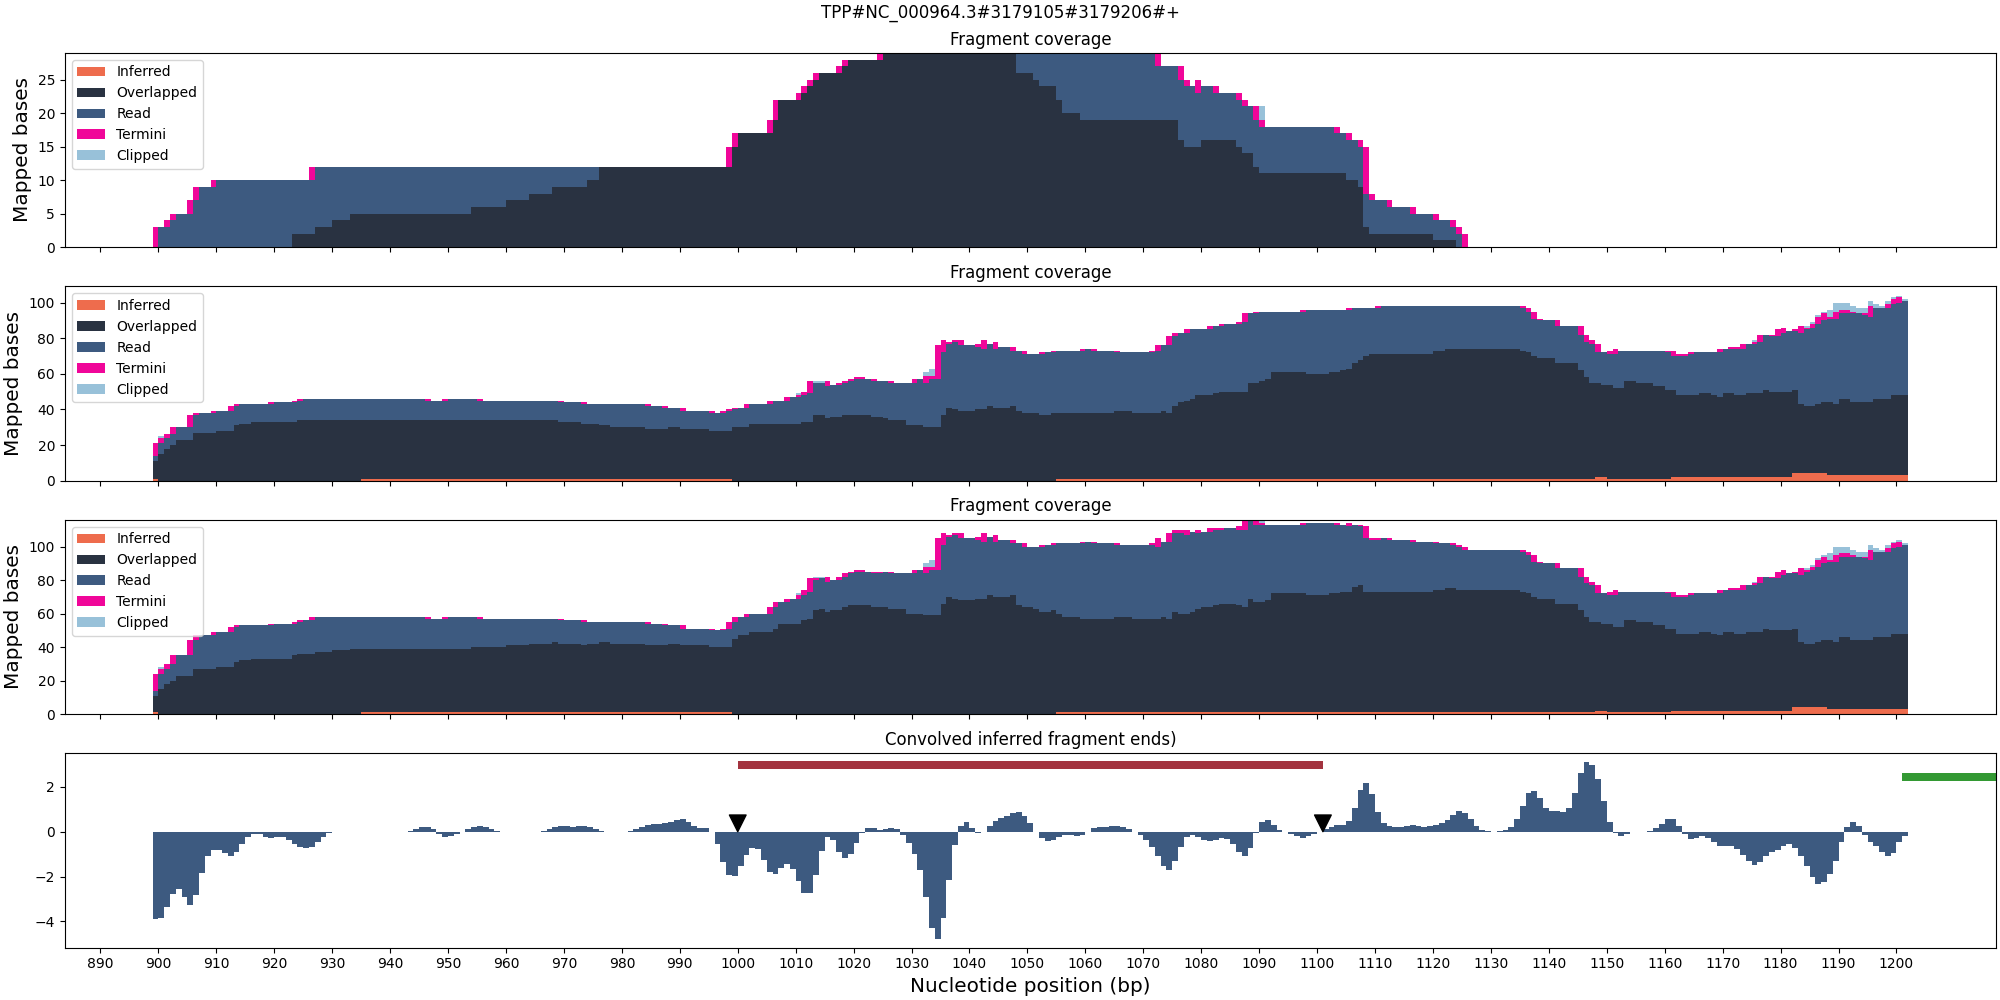 TPP#NC_000964.3#3179105#3179206#+
Fragment coverage
Mapped bases
25
20
15
10
5
0
Inferred
Overlapped
Read
Termini
Clipped
Fragment coverage
Mapped bases
100
80
60
40
20
0
Inferred
Overlapped
Read
Termini
Clipped
Fragment coverage
Mapped bases
100
80
60
40
20
0
Inferred
Overlapped
Read
Termini
Clipped
Convolved inferred fragment ends)
2
0
−2
−4
890 900 910 920 930 940 950 960 970 980 990 1000 1010 1020 1030 1040 1050 1060 1070 1080 1090 1100 1110 1120 1130 1140 1150 1160 1170 1180 1190 1200
Nucleotide position (bp)